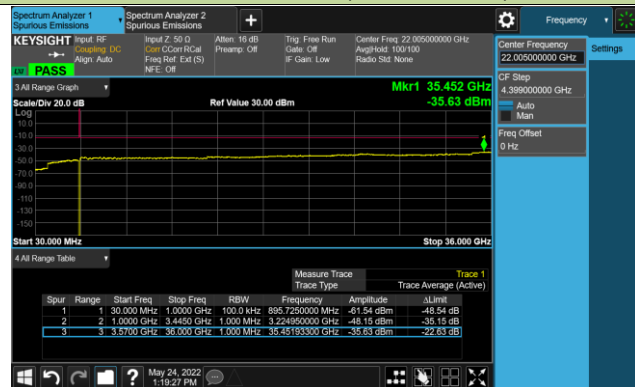 Spectrum Analyzer 1
Spurious Emissions
Spectrum Analyzer 2
Spurious Emissions
Frequency
KEYSIGHT
Input: RF
Coupling: DC
Align: Auto
Input Z: 50 Ω
Corr CCorr RCal
Freq Ref: Ext (S)
NFE: Off
Atten: 16 dB
Preamp: Off
Trig: Free Run
Gate: Off
IF Gain: Low
Center Freq: 22.005000000 GHz
Avg|Hold: 100/100
Radio Std: None
PASS
Center Frequency
22.005000000 GHz
Settings
CF Step
4.399000000 GHz
Auto
Man
Freq Offset
0 Hz
3 All Range Graph
Mkr1 35.452 GHz
Scale/Div 20.0 dB
Ref Value 30.00 dBm
-35.63 dBm
Log
10.0
-10.0
-30.0
-50.0
-70.0
-90.0
-110
-130
-150
1
Start 30.000 MHz
Stop 36.000 GHz
4 All Range Table
Measure Trace Trace 1
Trace Type Trace Average (Active)
Spur Range Start Freq Stop Freq RBW Frequency Amplitude ΔLimit
1 1 30.000 MHz 1.0000 GHz 100.0 kHz 895.7250000 MHz -61.54 dBm -48.54 dB
2 2 1.0000 GHz 3.4450 GHz 1.000 MHz 3.224950000 GHz -48.15 dBm -35.15 dB
3 3 3.5700 GHz 36.000 GHz 1.000 MHz 35.45193300 GHz -35.63 dBm -22.63 dB
May 24, 2022
1:19:27 PM